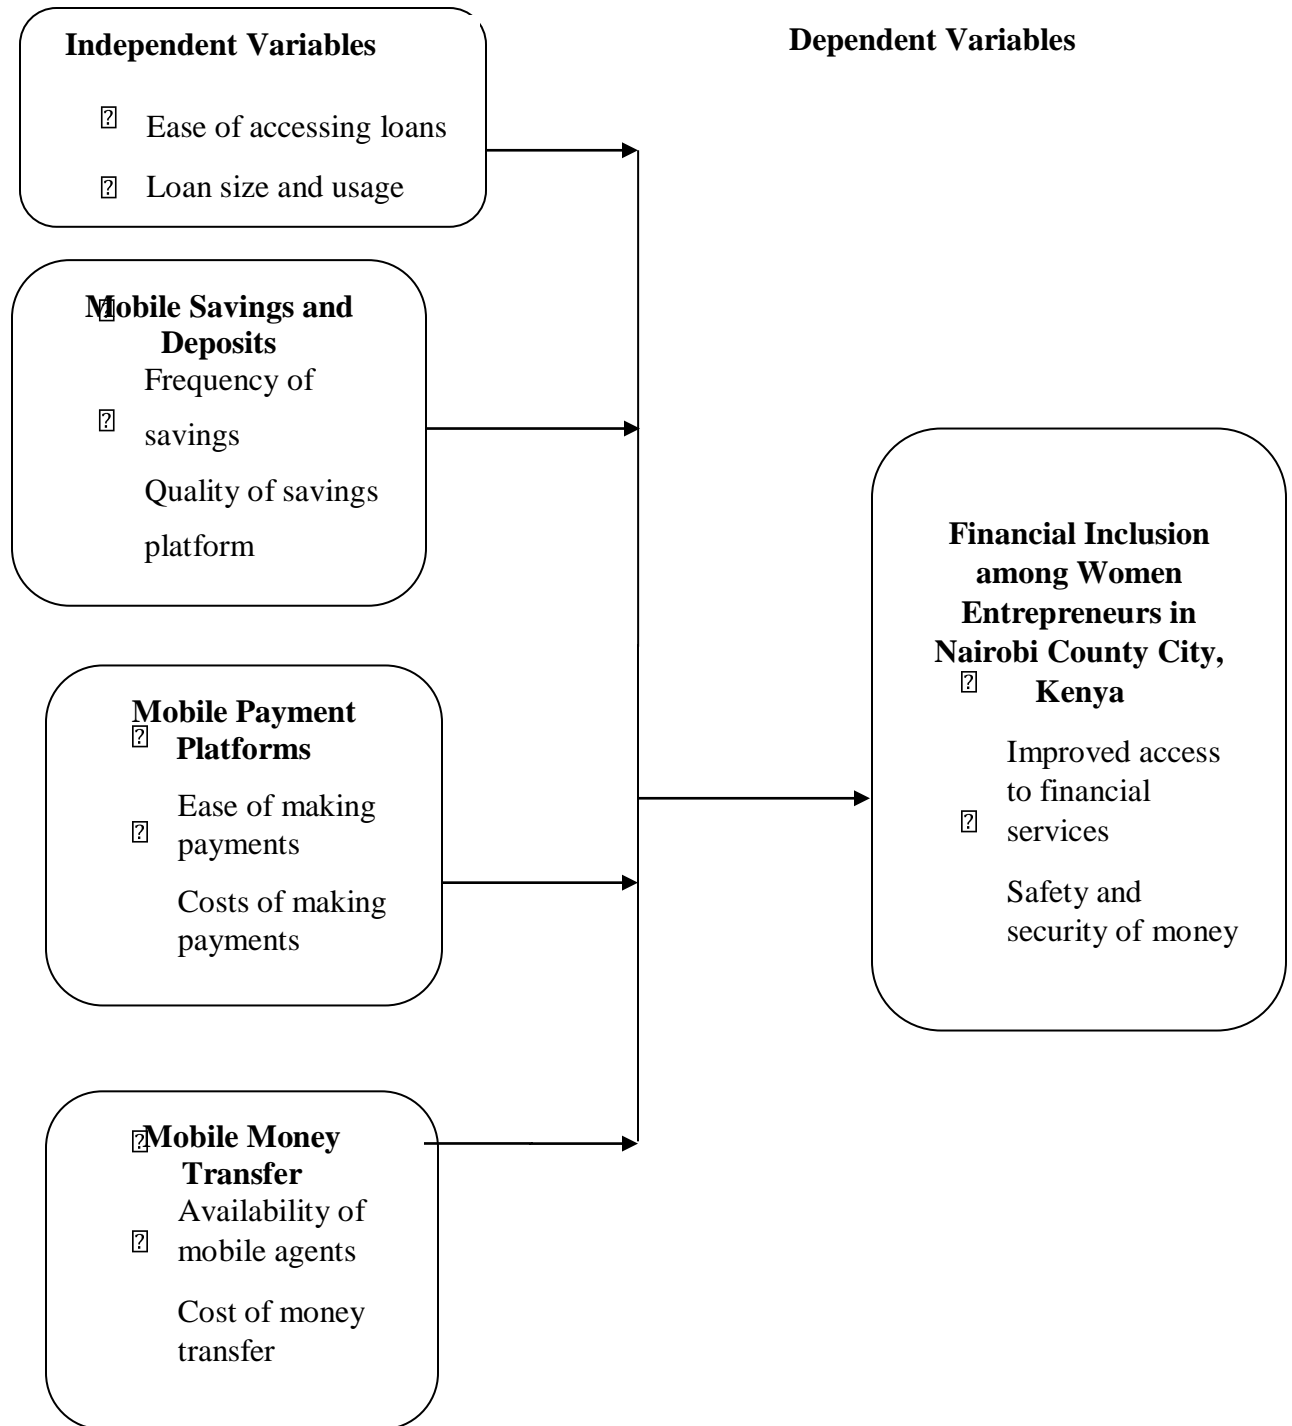 Independent Variables
Dependent Variables
Ease of accessing loans
Loan size and usage
Mobile Savings and
Deposits
Frequency of
savings
Quality of savings
platform
Mobile Payment
Platforms
Ease of making
payments
Costs of making
payments
Mobile Money
Transfer
Availability of
mobile agents
Cost of money
transfer
Financial Inclusion
among Women
Entrepreneurs in
Nairobi County City,
Kenya
Improved access
to financial
services
Safety and
security of money